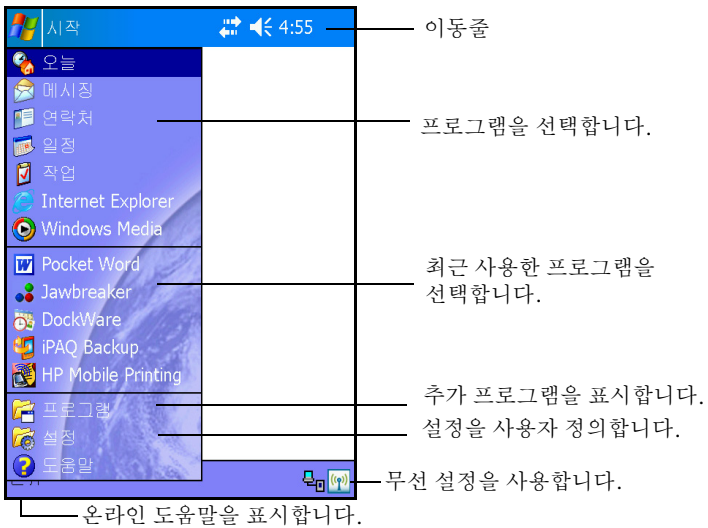 시작 4:55 이동줄
오늘
메시징
연락처 프로그램을 선택합니다.
일정
작업
Internet Explorer
Windows Media
Pocket Word 최근 사용한 프로그램을
Jawbreaker 선택합니다.
DockWare
iPAQ Backup
HP Mobile Printing
프로그램 추가 프로그램을 표시합니다.
설정 설정을 사용자 정의합니다.
도움말
무선 설정을 사용합니다.
온라인 도움말을 표시합니다.